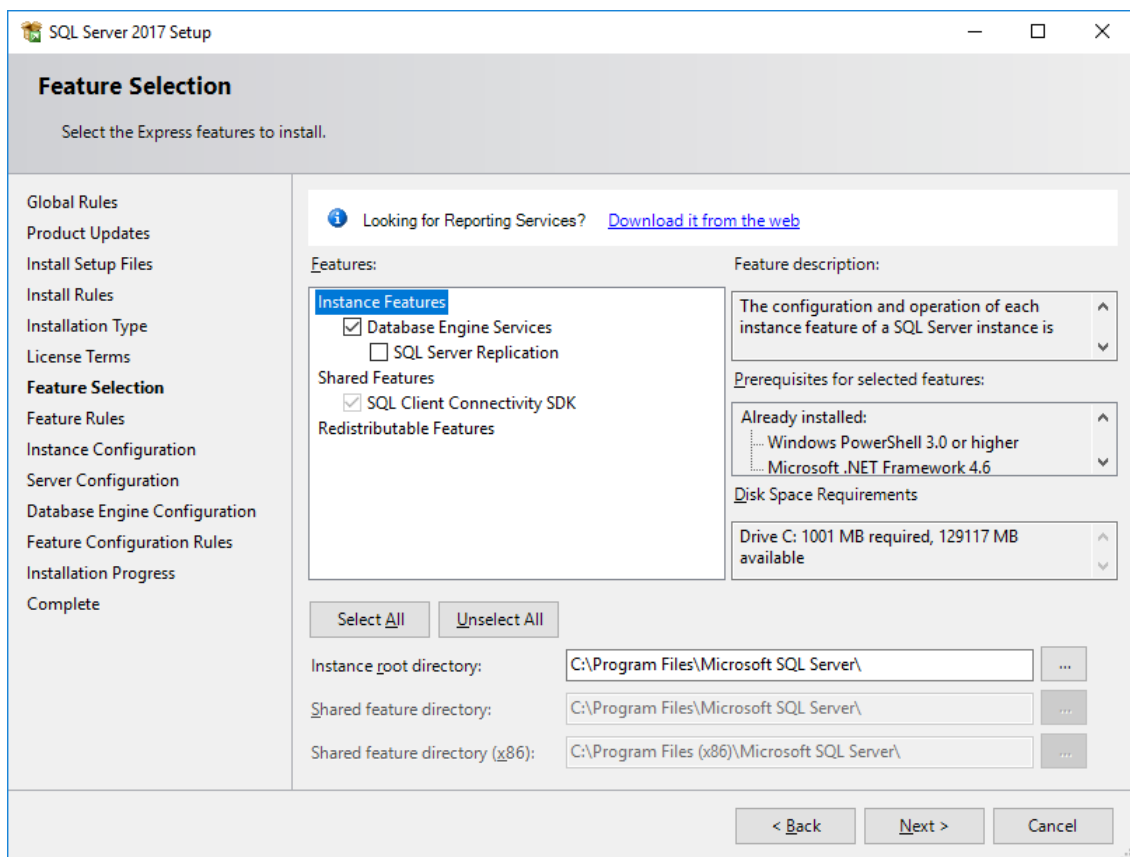 SQL Server 2017 Setup
Feature Selection
Select the Express features to install.
Global Rules
Product Updates
Install Setup Files
Install Rules
Installation Type
License Terms
Feature Selection
Feature Rules
Instance Configuration
Server Configuration
Database Engine Configuration
Feature Configuration Rules
Installation Progress
Complete
Looking for Reporting Services? Download it from the web
Features:
Instance Features
Database Engine Services
SQL Server Replication
Shared Features
SQL Client Connectivity SDK
Redistributable Features
Feature description:
The configuration and operation of each
instance feature of a SQL Server instance is
Prerequisites for selected features:
Already installed:
Windows PowerShell 3.0 or higher
Microsoft .NET Framework 4.6
Disk Space Requirements
Drive C: 1001 MB required, 129117 MB
available
Select All
Unselect All
Instance root directory:
C:\Program Files\Microsoft SQL Server\
...
Shared feature directory:
C:\Program Files\Microsoft SQL Server\
...
Shared feature directory (x86):
C:\Program Files (x86)\Microsoft SQL Server\
...
< Back
Next >
Cancel